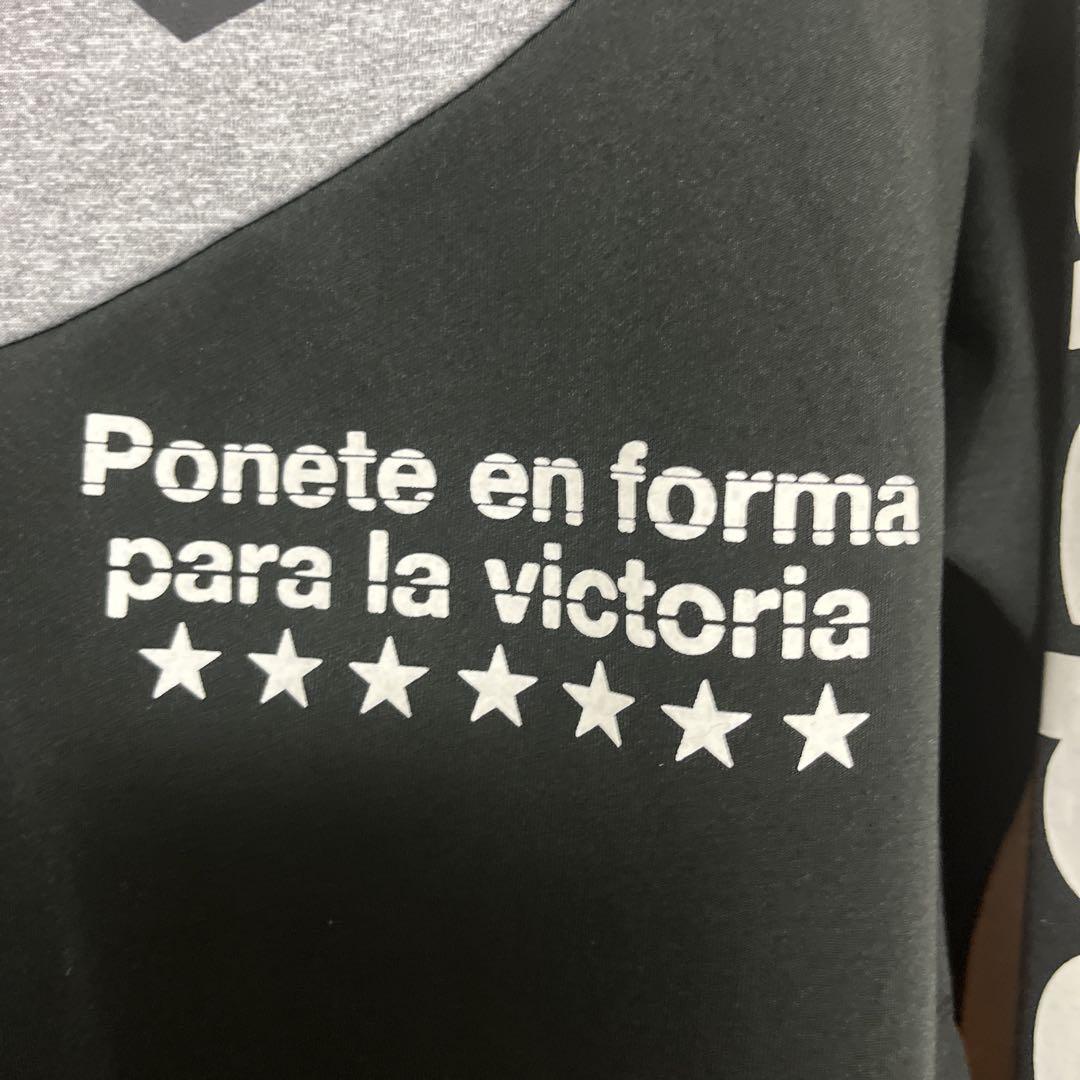 Ponete en forma
para la victoria
★★★★★★★